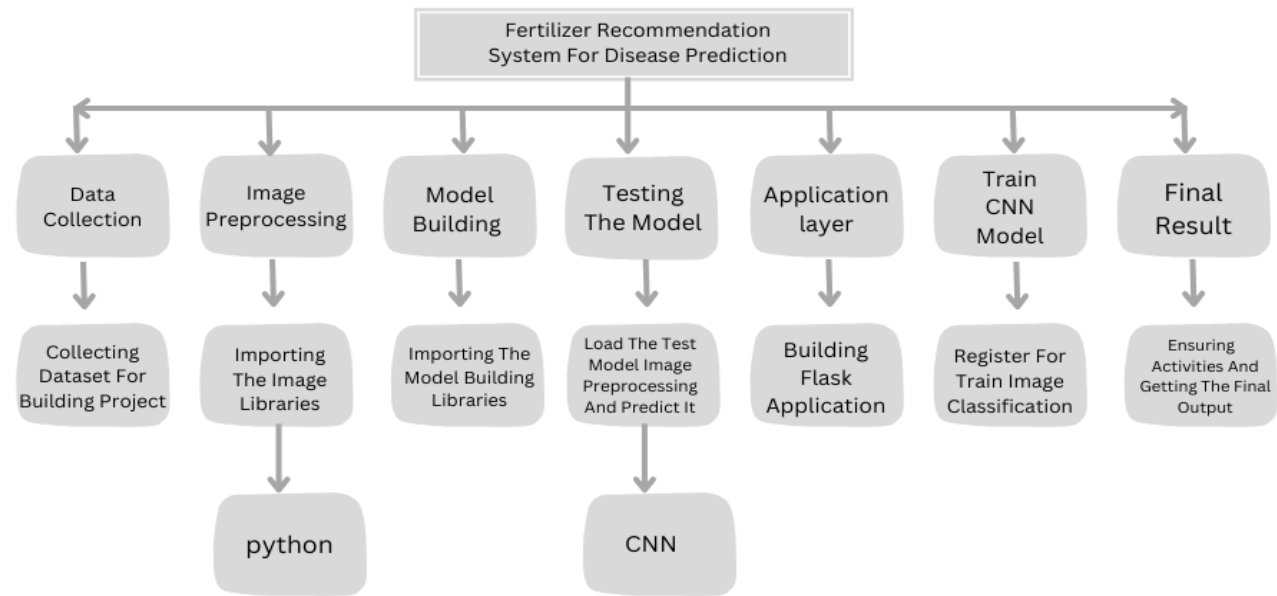 Fertilizer Recommendation
System For Disease Prediction
Data
Collection
Image
Preprocessing
Model
Building
Testing
The Model
Application
layer
Train
CNN
Model
Final
Result
Collecting
Dataset For
Building Project
Importing
The Image
Libraries
Importing The
Model Building
Libraries
Load The Test
Model Image
Preprocessing
And Predict It
Building
Flask
Application
Register For
Train Image
Classification
Ensuring
Activities And
Getting The Final
Output
python
CNN